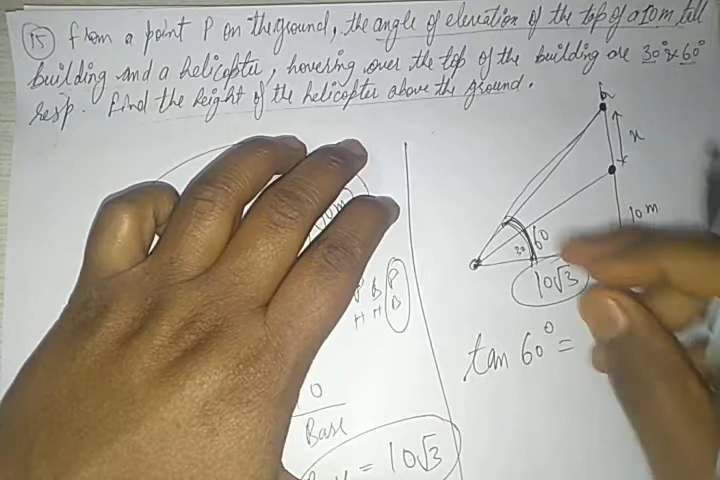 15 from a point P on the ground, the angle of elevation of the top of a 10m tall
building and a helicopter, hovering over the top of the building are 30° & 60°
resp. Find the height of the helicopter above the ground.
h
x
10m
10m
60
30
10√3
P B P
H H B
10
Base
= 10√3
tan 60° =